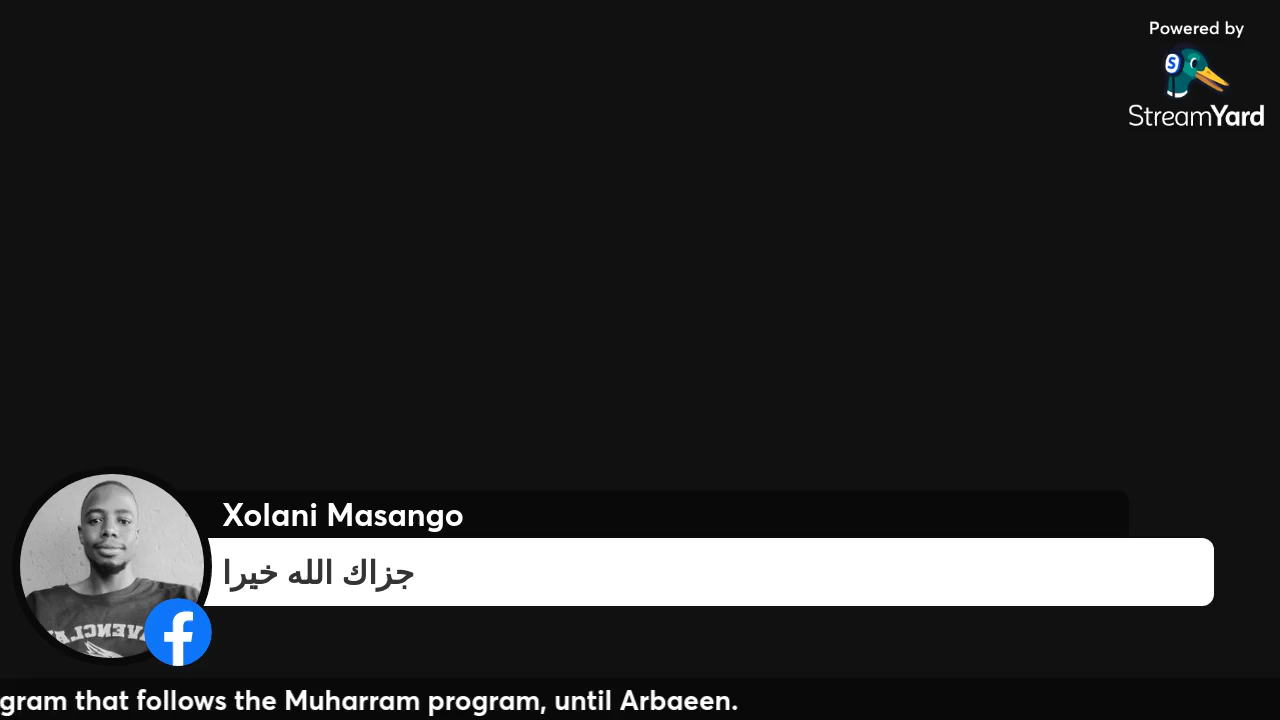 Powered by
S
StreamYard
Xolani Masango
جزاك الله خيرا
gram that follows the Muharram program, until Arbaeen.